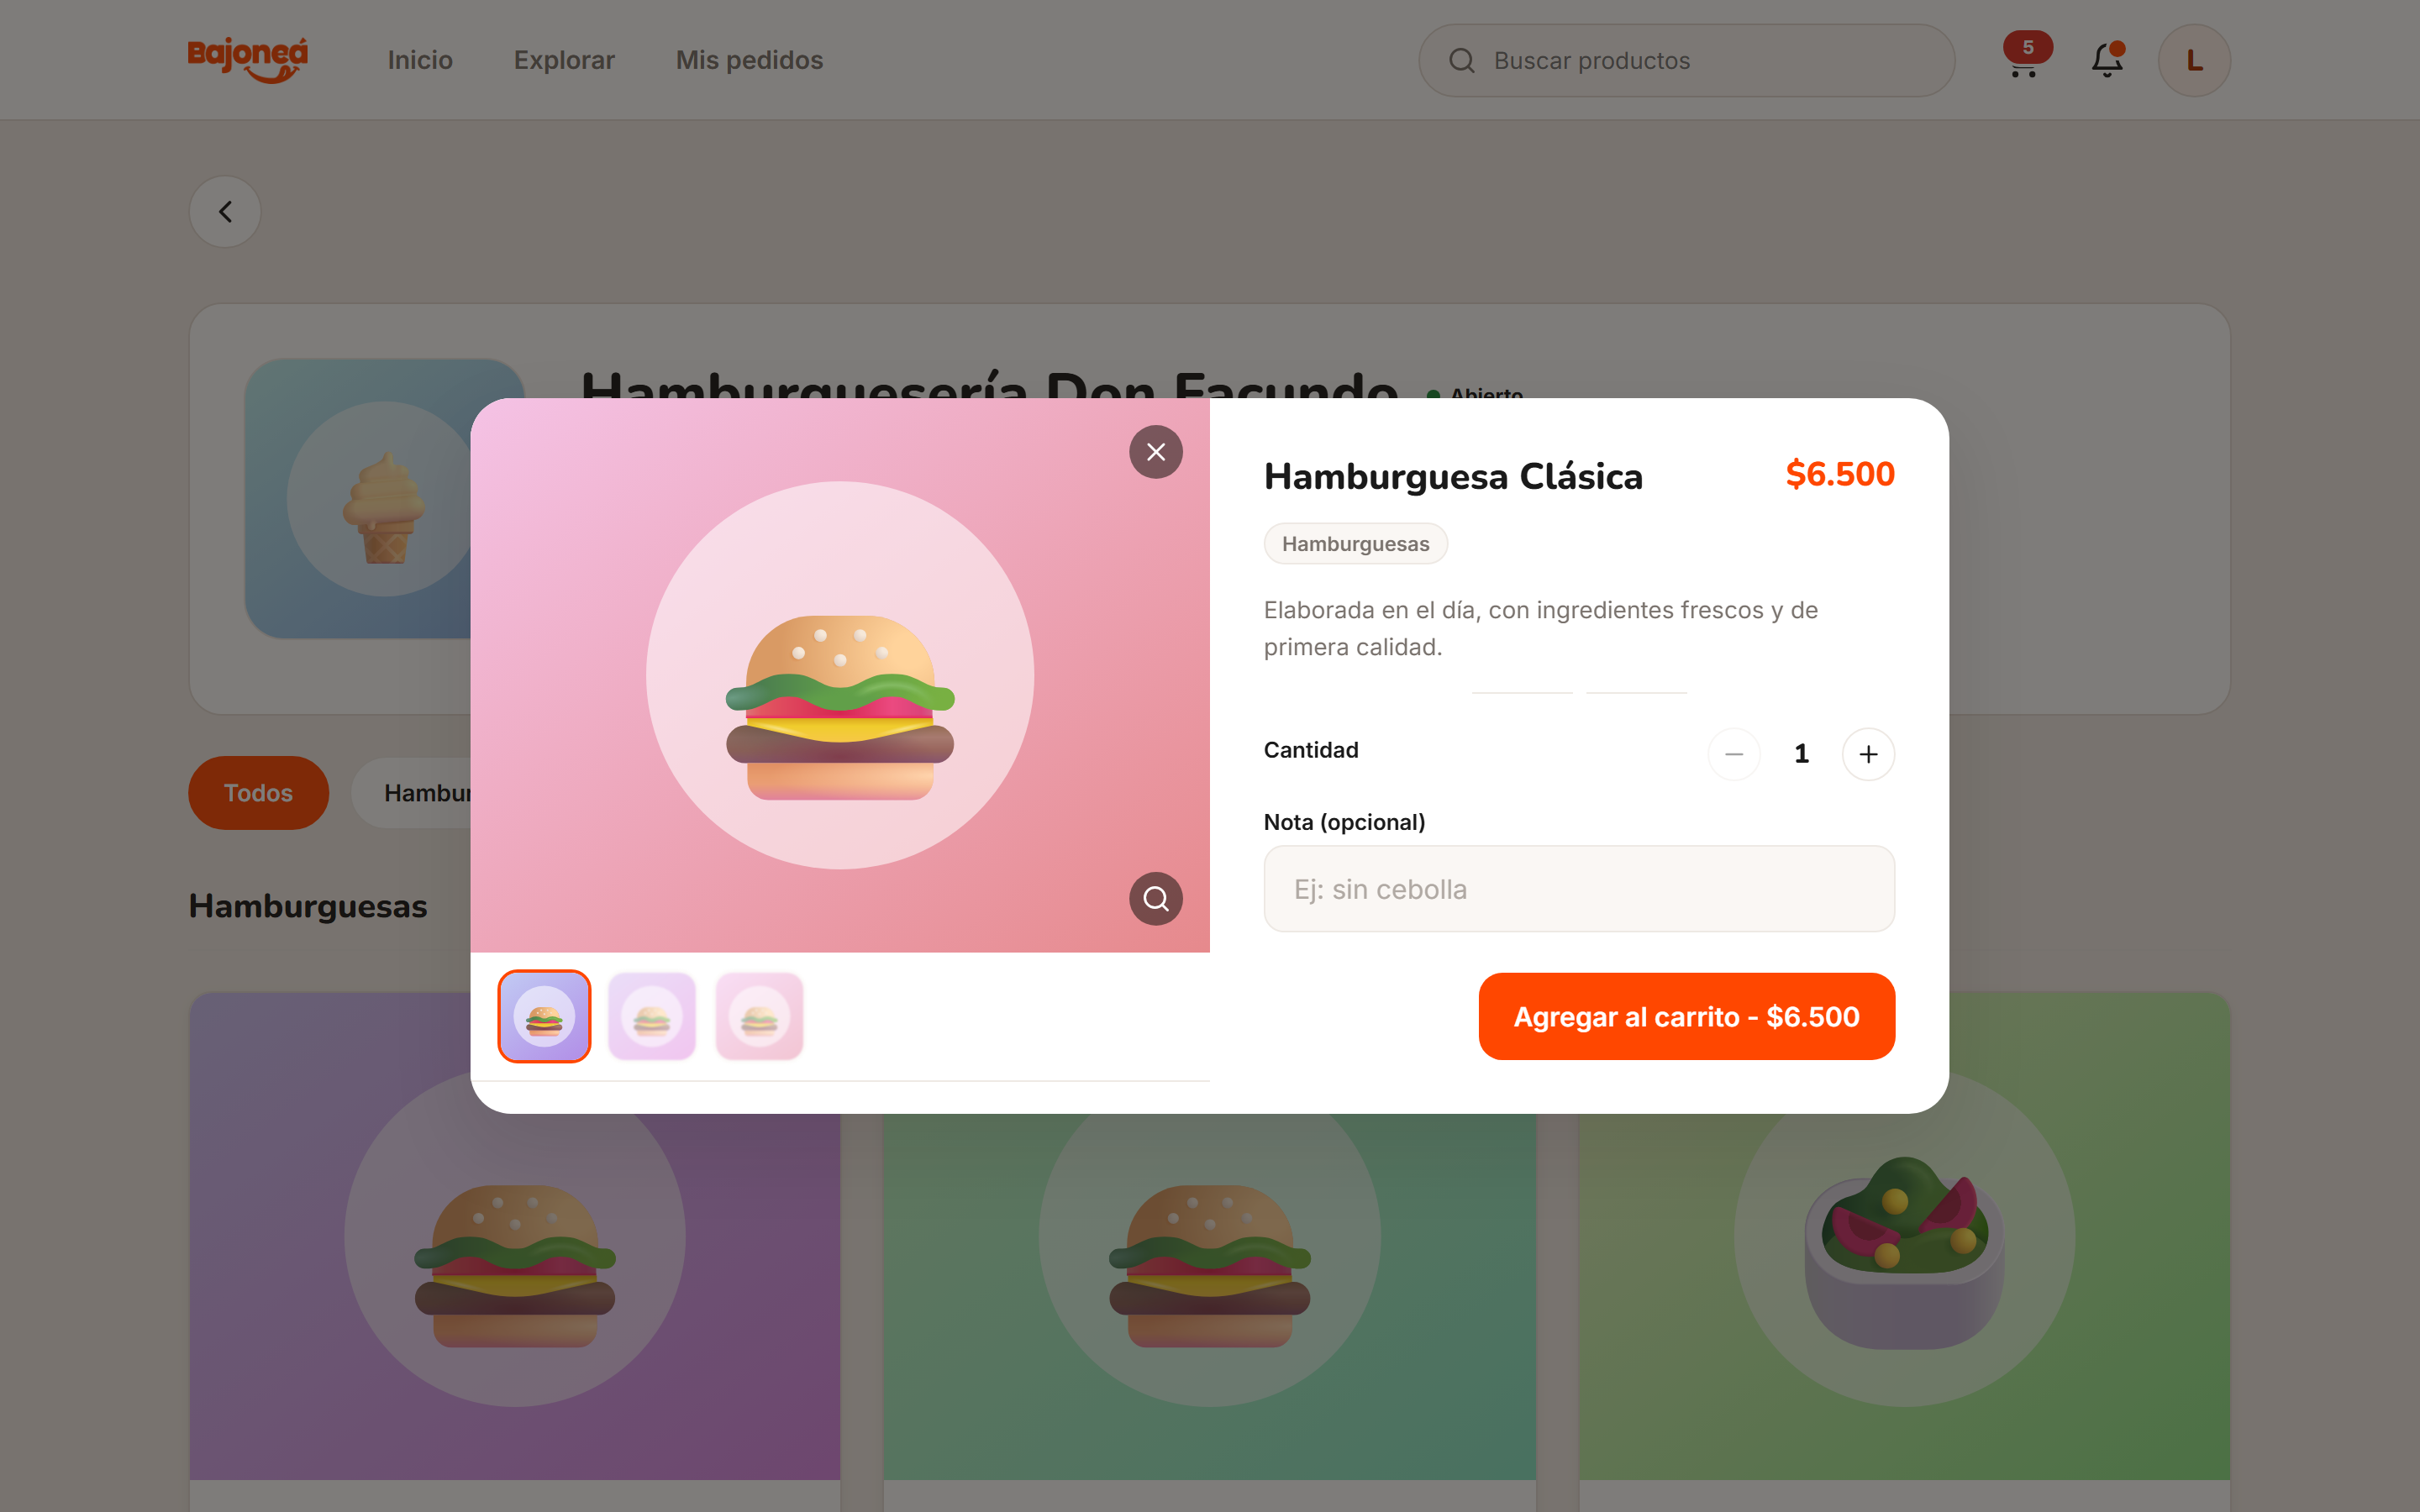 Bajoneá
Inicio
Explorar
Mis pedidos
Buscar productos
5
L
Hamburguesería Don Facundo
Abierto
Hamburguesa Clásica
$6.500
Hamburguesas
Elaborada en el día, con ingredientes frescos y de
primera calidad.
Cantidad
1
Nota (opcional)
Ej: sin cebolla
Agregar al carrito - $6.500
Todos
Hambur
Hamburguesas